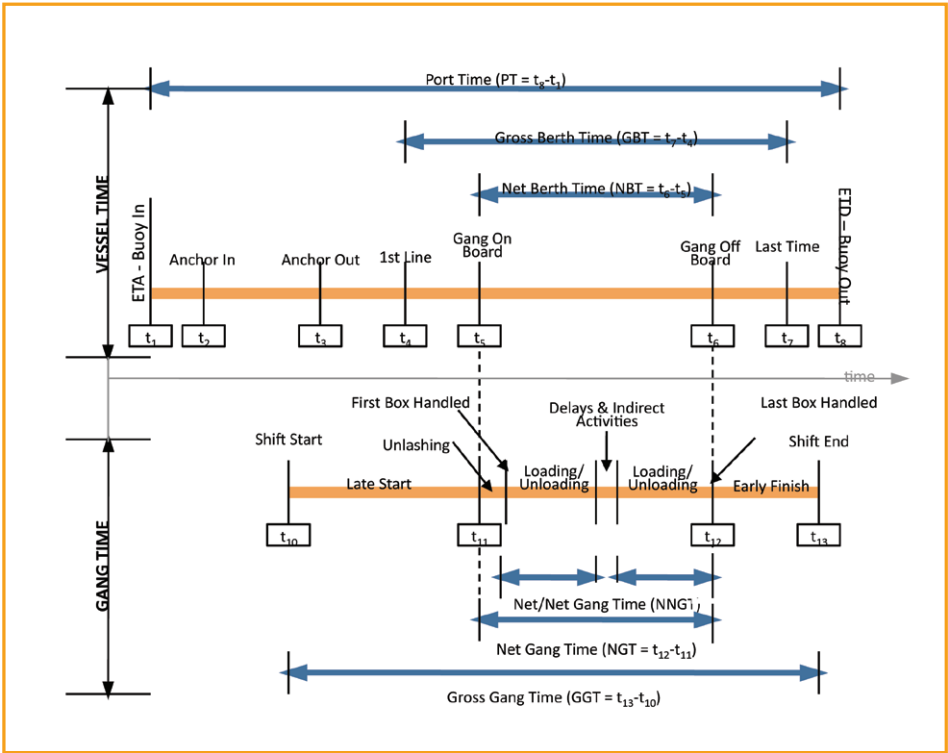 Port Time (PT = t₈-t₁)
Gross Berth Time (GBT = t₇-t₄)
Net Berth Time (NBT = t₆-t₅)
VESSEL TIME
ETA - Buoy In
Anchor In
Anchor Out
1st Line
Gang On
Board
Gang Off
Board
Last Time
ETD – Buoy Out
t₁
t₂
t₃
t₄
t₅
t₆
t₇
t₈
time
GANG TIME
First Box Handled
Delays & Indirect
Activities
Last Box Handled
Shift Start
Unlashing
Shift End
Late Start
Loading/
Unloading
Loading/
Unloading
Early Finish
t₁₀
t₁₁
t₁₂
t₁₃
Net/Net Gang Time (NNGT)
Net Gang Time (NGT = t₁₂-t₁₁)
Gross Gang Time (GGT = t₁₃-t₁₀)